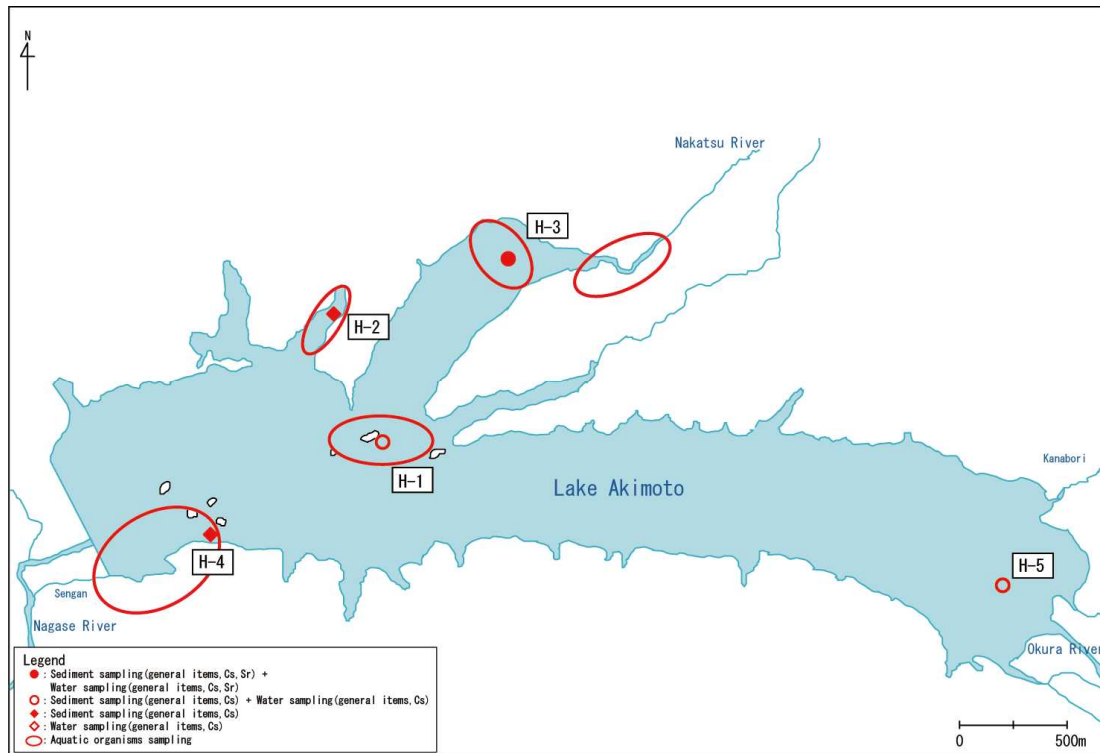 N
Nakatsu River
H-3
H-2
H-1
Lake Akimoto
Kanabori
H-4
H-5
Sengan
Nagase River
Okura River
Legend
: Sediment sampling(general items,Cs,Sr) +
Water sampling(general items,Cs,Sr)
: Sediment sampling(general items,Cs) + Water sampling(general items,Cs)
: Sediment sampling(general items,Cs)
: Water sampling(general items,Cs)
: Aquatic organisms sampling
0 500m